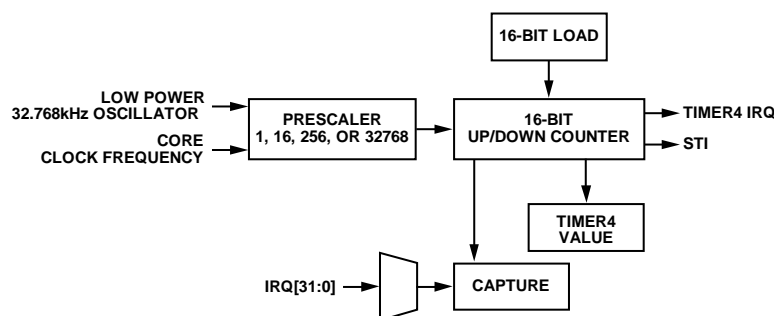 16-BIT LOAD
LOW POWER
32.768kHz OSCILLATOR
CORE
CLOCK FREQUENCY
PRESCALER
1, 16, 256, OR 32768
16-BIT
UP/DOWN COUNTER
TIMER4 IRQ
STI
TIMER4
VALUE
IRQ[31:0]
CAPTURE